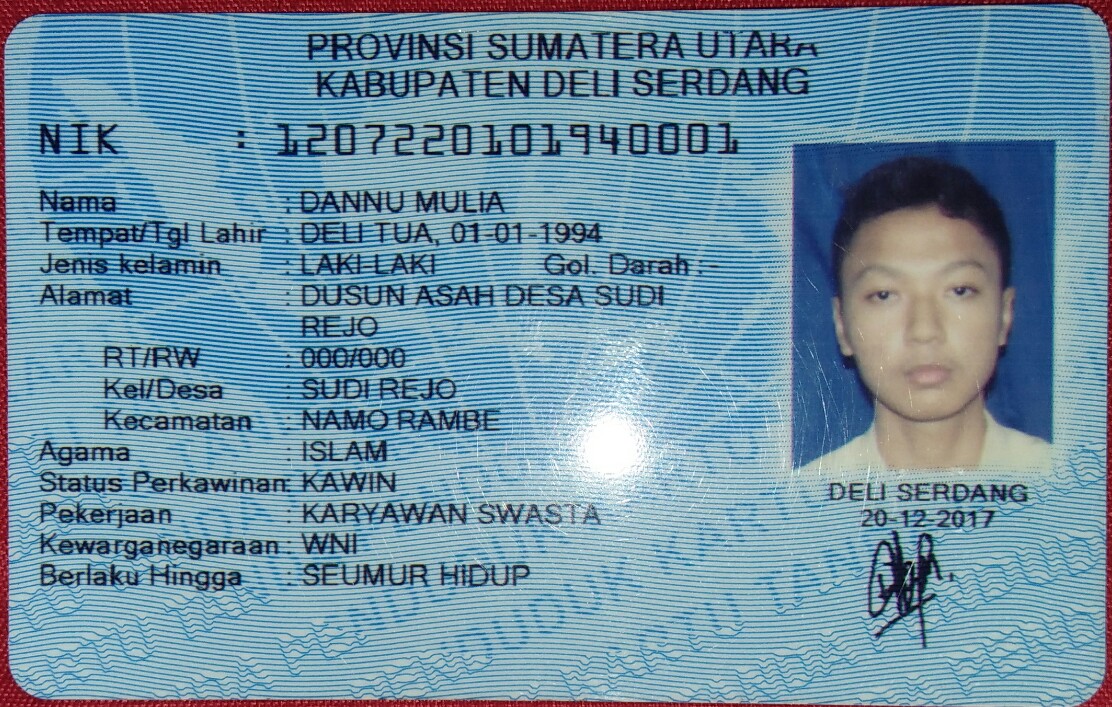 PROVINSI SUMATERA UTARA
KABUPATEN DELI SERDANG
NIK : 1207220101940001
Nama : DANNU MULIA
Tempat/Tgl Lahir : DELI TUA, 01-01-1994
Jenis kelamin : LAKI-LAKI Gol. Darah :-
Alamat : DUSUN ASAH DESA SUDI
REJO
RT/RW : 000/000
Kel/Desa : SUDI REJO
Kecamatan : NAMO RAMBE
Agama : ISLAM
Status Perkawinan: KAWIN
Pekerjaan : KARYAWAN SWASTA
Kewarganegaraan : WNI
Berlaku Hingga : SEUMUR HIDUP
DELI SERDANG
20-12-2017